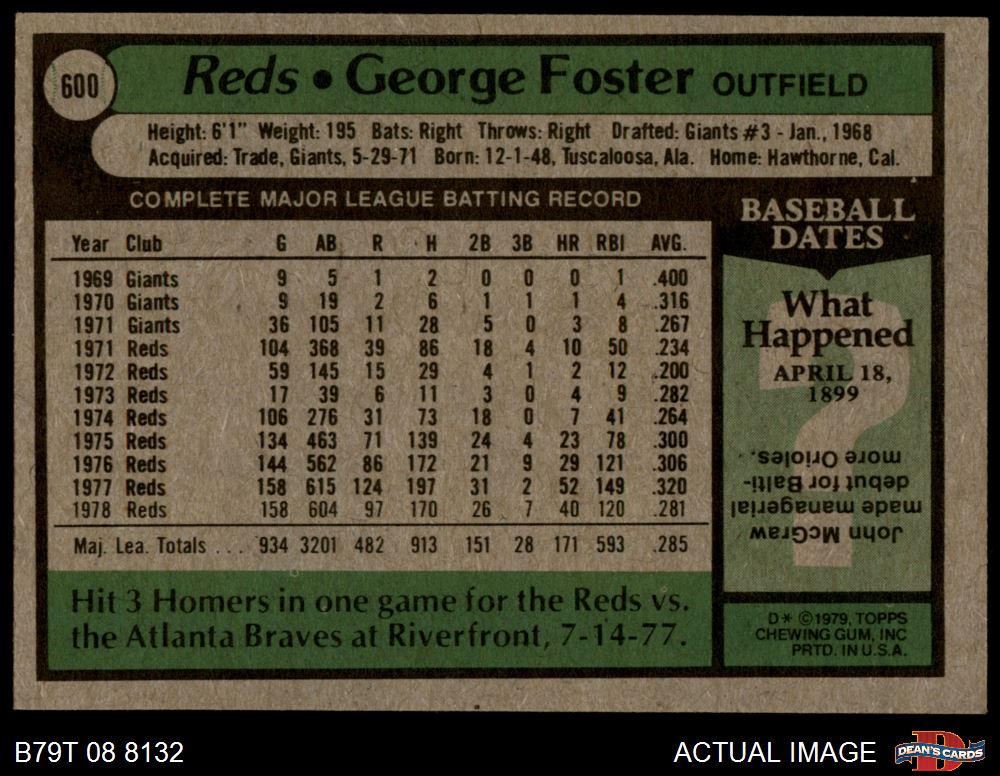 600
Reds • George Foster OUTFIELD
Height: 6'1" Weight: 195 Bats: Right Throws: Right Drafted: Giants #3 - Jan., 1968
Acquired: Trade, Giants, 5-29-71 Born: 12-1-48, Tuscaloosa, Ala. Home: Hawthorne, Cal.
COMPLETE MAJOR LEAGUE BATTING RECORD
Year Club G AB R H 2B 3B HR RBI AVG.
1969 Giants 9 5 1 2 0 0 0 1 .400
1970 Giants 9 19 2 6 1 1 1 4 .316
1971 Giants 36 105 11 28 5 0 3 8 .267
1971 Reds 104 368 39 86 18 4 10 50 .234
1972 Reds 59 145 15 29 4 1 2 12 .200
1973 Reds 17 39 6 11 3 0 4 9 .282
1974 Reds 106 276 31 73 18 0 7 41 .264
1975 Reds 134 463 71 139 24 4 23 78 .300
1976 Reds 144 562 86 172 21 9 29 121 .306
1977 Reds 158 615 124 197 31 2 52 149 .320
1978 Reds 158 604 97 170 26 7 40 120 .281
Maj. Lea. Totals . . . 934 3201 482 913 151 28 171 593 .285
Hit 3 Homers in one game for the Reds vs.
the Atlanta Braves at Riverfront, 7-14-77.
BASEBALL
DATES
What
Happened
APRIL 18,
1899
?
John McGraw
made managerial
debut for Balti-
more Orioles.
D* ©1979, TOPPS
CHEWING GUM, INC
PRTD. IN U.S.A.
B79T 08 8132
ACTUAL IMAGE
DEAN'S CARDS